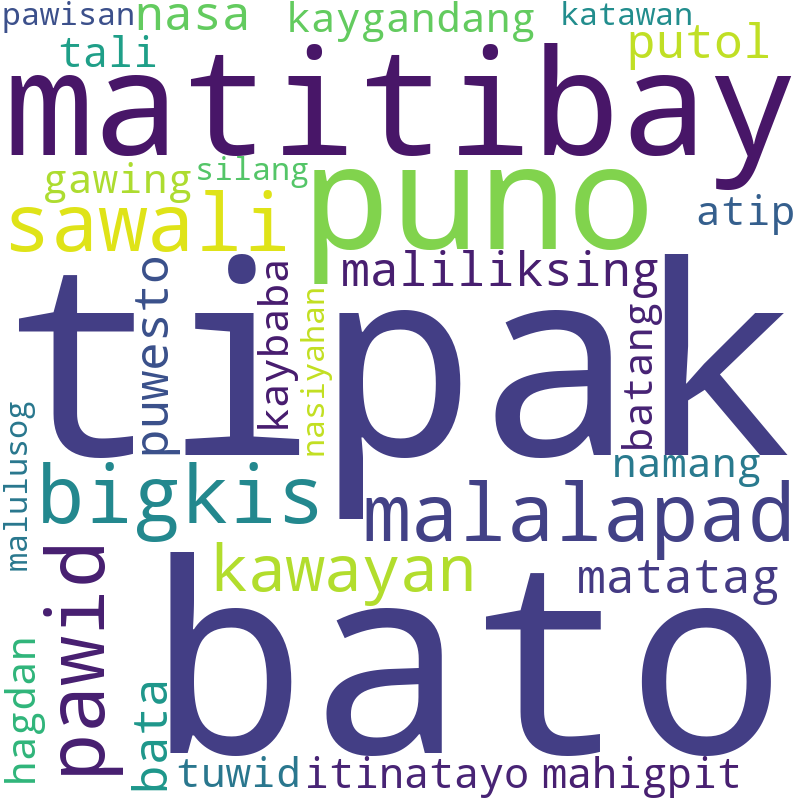 pawisan
nasa
kaygandang
katawan
tali
putol
matitibay
gawing
silang
puno
sawali
atip
tipak
maliliksing
puwesto
kaybaba
nasiyahan
batang
malulusog
bigkis
namang
malalapad
pawid
kawayan
matatag
bato
hagdan
bata
tuwid
itinatayo
mahigpit